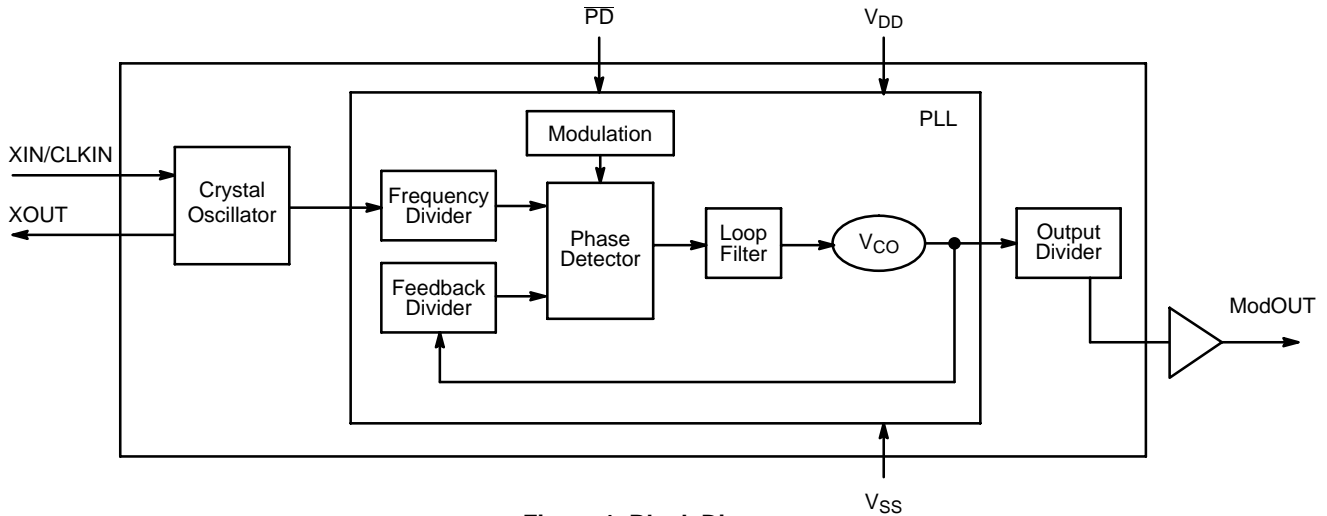 PD
VDD
PLL
Modulation
XIN/CLKIN
XOUT
Crystal
Oscillator
Frequency
Divider
Phase
Detector
Loop
Filter
VCO
Output
Divider
Feedback
Divider
ModOUT
VSS